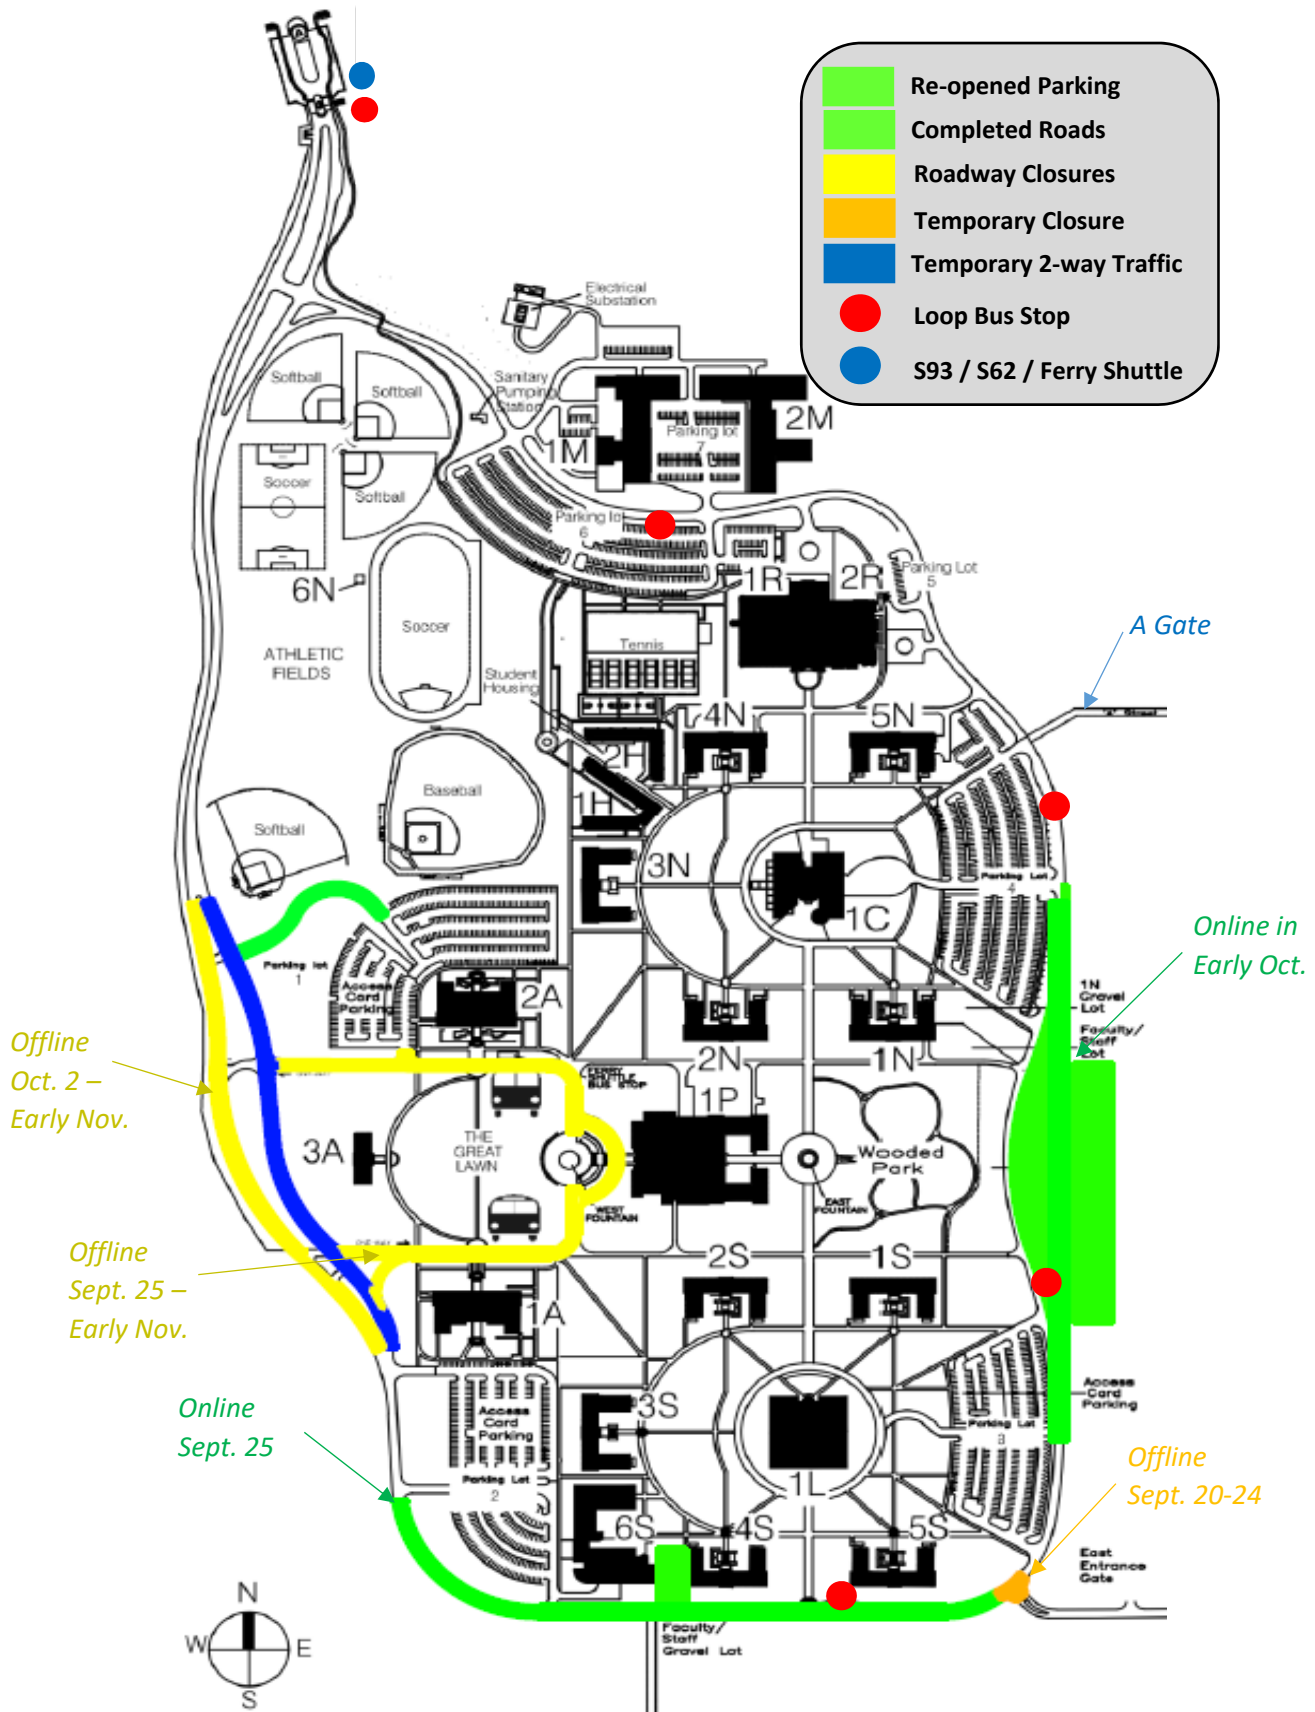 A
Re-opened Parking
Completed Roads
Roadway Closures
Temporary Closure
Temporary 2-way Traffic
Loop Bus Stop
S93 / S62 / Ferry Shuttle
Electrical
Substation
Softball
Softball
Sanitary
Pumping
Station
1M
Parking lot
7
2M
Soccer
Softball
Parking lot
6
6N
1R
2R
Parking Lot
5
Soccer
Tennis
A Gate
ATHLETIC
FIELDS
Student
Housing
"A" Street
4N
5N
2H
Baseball
1H
Softball
3N
Parking Lot
4
1C
Online in
Early Oct.
Parking lot
1
Access
Card
Parking
2A
1N
Gravel
Lot
Faculty/
Staff
Lot
Offline
Oct. 2 –
Early Nov.
2N
1N
FERRY
SHUTTLE
BUS STOP
1P
3A
THE
GREAT
LAWN
Wooded
Park
WEST
FOUNTAIN
EAST
FOUNTAIN
Offline
Sept. 25 –
Early Nov.
2S
1S
1A
Access
Card
Parking
3S
Access
Card
Parking
Parking Lot
3
Online
Sept. 25
Parking Lot
2
1L
Offline
Sept. 20-24
6S
4S
5S
East
Entrance
Gate
Faculty/
Staff
Gravel Lot
N
W
E
S